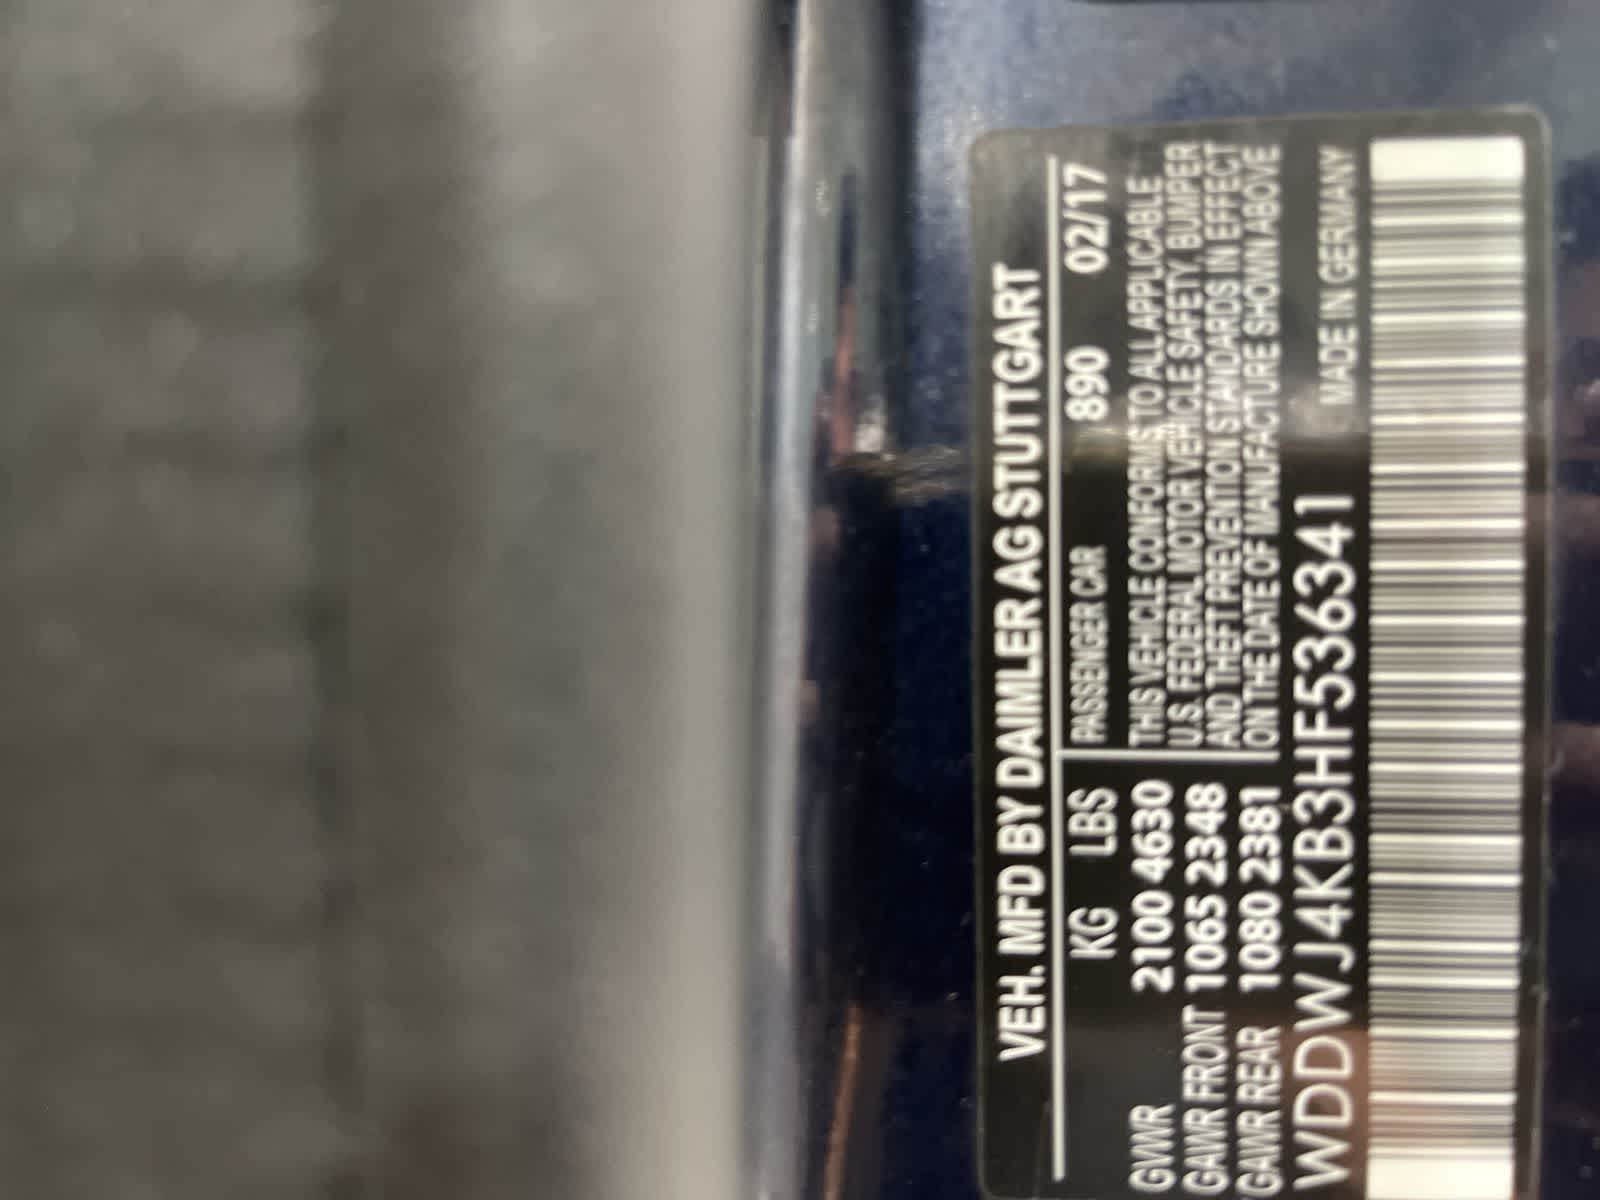 VEH. MFD BY DAIMLER AG STUTTGART
KG LBS
GVWR 2100 4630
GAWR FRONT 1065 2348
GAWR REAR 1080 2381
PASSENGER CAR 890 02/17
THIS VEHICLE CONFORMS TO ALL APPLICABLE
U.S. FEDERAL MOTOR VEHICLE SAFETY, BUMPER
AND THEFT PREVENTION STANDARDS IN EFFECT
ON THE DATE OF MANUFACTURE SHOWN ABOVE
WDDWJ4KB3HF536341 MADE IN GERMANY